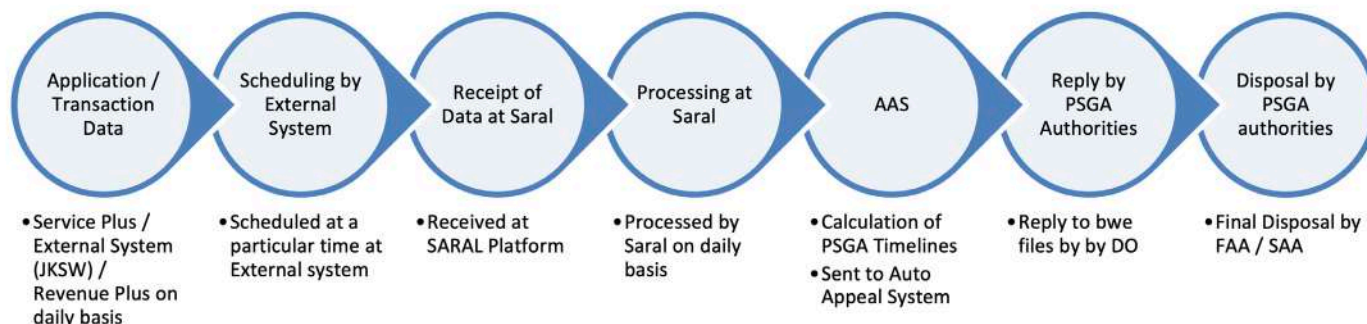 Application /
Transaction
Data
Scheduling by
External
System
Receipt of
Data at Saral
Processing at
Saral
AAS
Reply by
PSGA
Authorities
Disposal by
PSGA
authorities
•Service Plus /
External System
(JKSW) /
Revenue Plus on
daily basis
•Scheduled at a
particular time at
External system
•Received at
SARAL Platform
•Processed by
Saral on daily
basis
•Calculation of
PSGA Timelines
•Sent to Auto
Appeal System
•Reply to bwe
files by by DO
•Final Disposal by
FAA / SAA